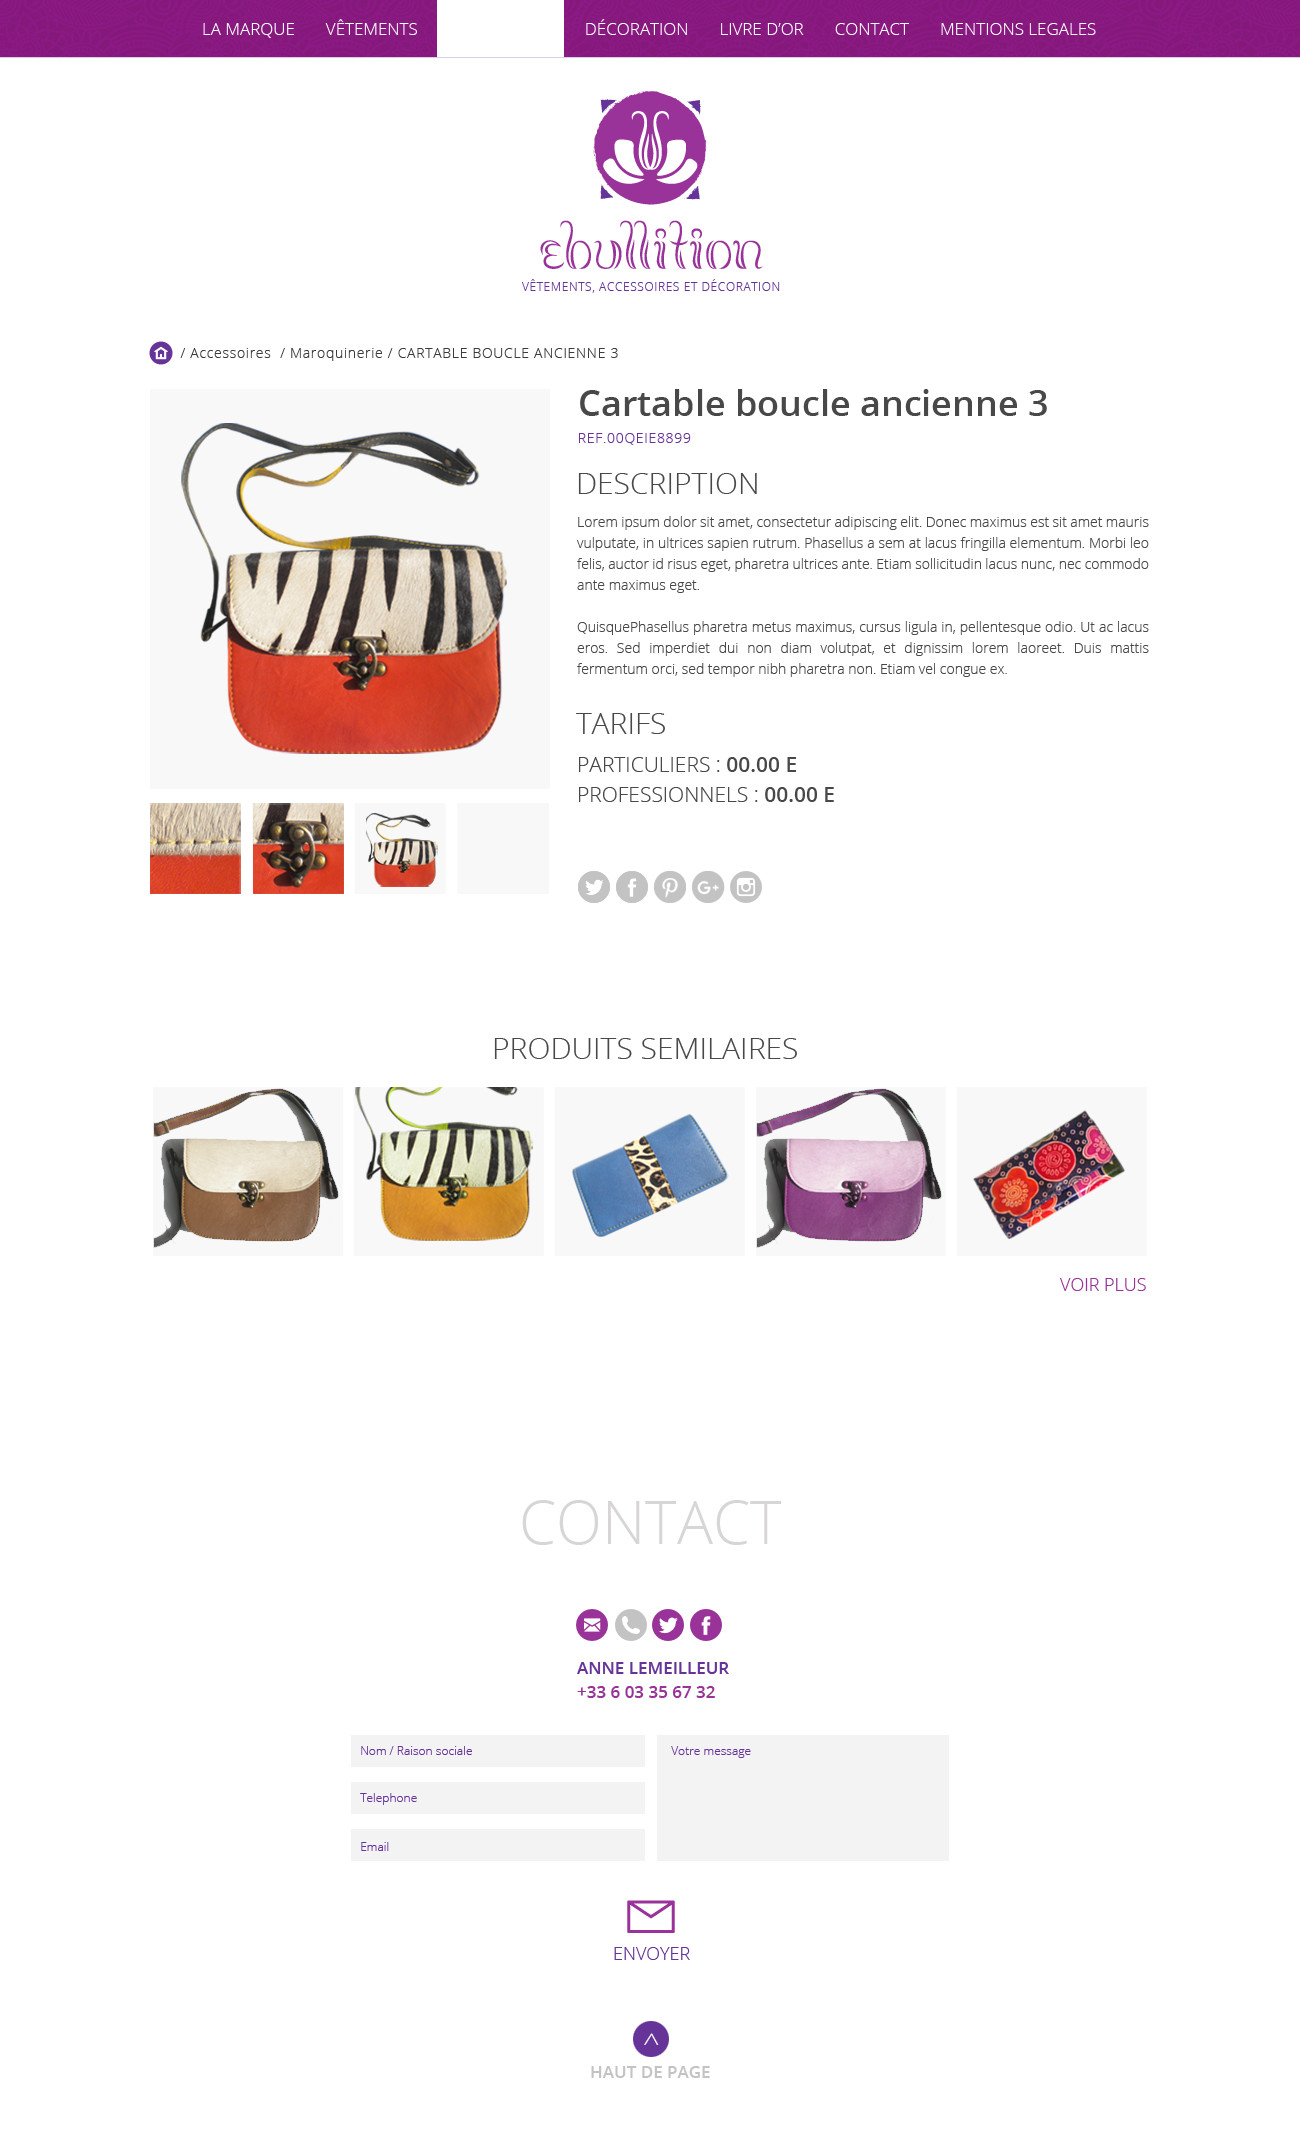 LA MARQUE VÊTEMENTS DÉCORATION LIVRE D’OR CONTACT MENTIONS LEGALES
ebullition
VÊTEMENTS, ACCESSOIRES ET DÉCORATION
/ Accessoires / Maroquinerie / CARTABLE BOUCLE ANCIENNE 3
Cartable boucle ancienne 3
REF.00QEIE8899
DESCRIPTION
Lorem ipsum dolor sit amet, consectetur adipiscing elit. Donec maximus est sit amet mauris
vulputate, in ultrices sapien rutrum. Phasellus a sem at lacus fringilla elementum. Morbi leo
felis, auctor id risus eget, pharetra ultrices ante. Etiam sollicitudin lacus nunc, nec commodo
ante maximus eget.
QuisquePhasellus pharetra metus maximus, cursus ligula in, pellentesque odio. Ut ac lacus
eros. Sed imperdiet dui non diam volutpat, et dignissim lorem laoreet. Duis mattis
fermentum orci, sed tempor nibh pharetra non. Etiam vel congue ex.
TARIFS
PARTICULIERS : 00.00 E
PROFESSIONNELS : 00.00 E
PRODUITS SEMILAIRES
VOIR PLUS
CONTACT
ANNE LEMEILLEUR
+33 6 03 35 67 32
Nom / Raison sociale
Telephone
Email
Votre message
ENVOYER
HAUT DE PAGE